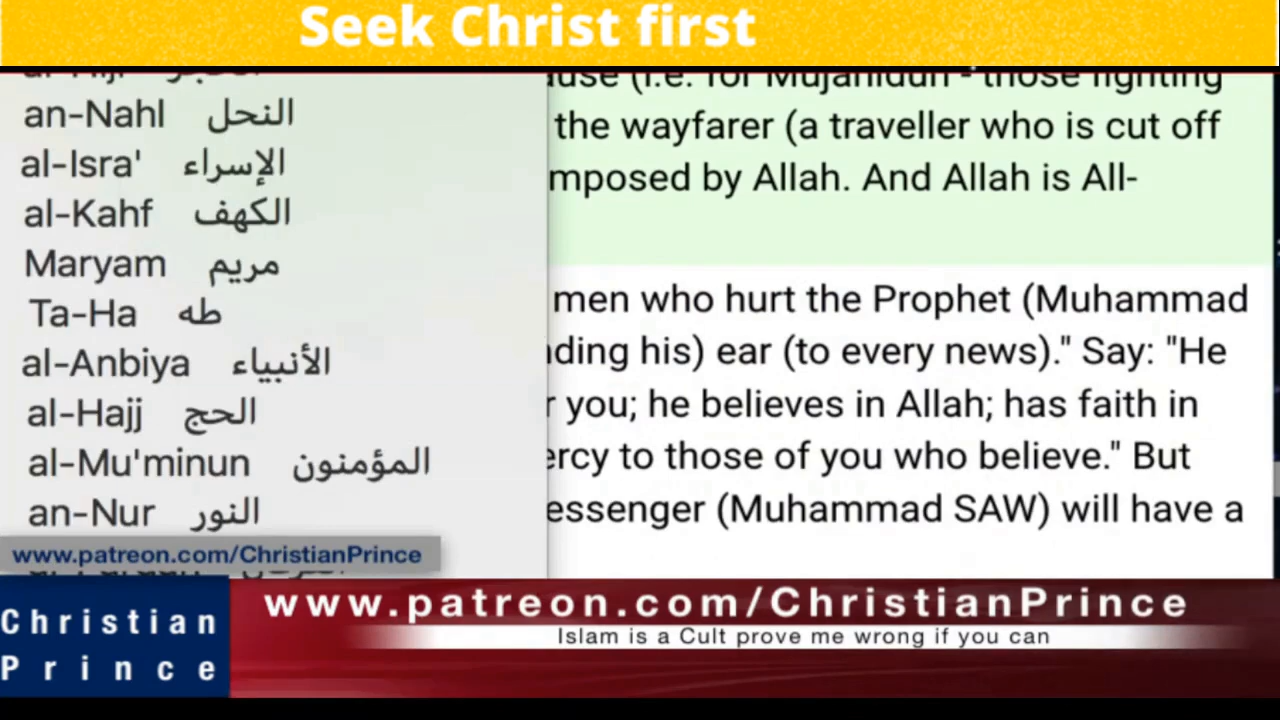 Seek Christ first
an-Nahl النحل
al-Isra' الإسراء
al-Kahf الكهف
Maryam مريم
Ta-Ha طه
al-Anbiya الأنبياء
al-Hajj الحج
al-Mu'minun المؤمنون
an-Nur النور
(i.e. for Mujahidun - those fighting
the wayfarer (a traveller who is cut off
mposed by Allah. And Allah is All-
men who hurt the Prophet (Muhammad
ding his) ear (to every news)." Say: "He
r you; he believes in Allah; has faith in
ercy to those of you who believe." But
essenger (Muhammad SAW) will have a
www.patreon.com/ChristianPrince
Christian
Prince
www.patreon.com/ChristianPrince
Islam is a Cult prove me wrong if you can